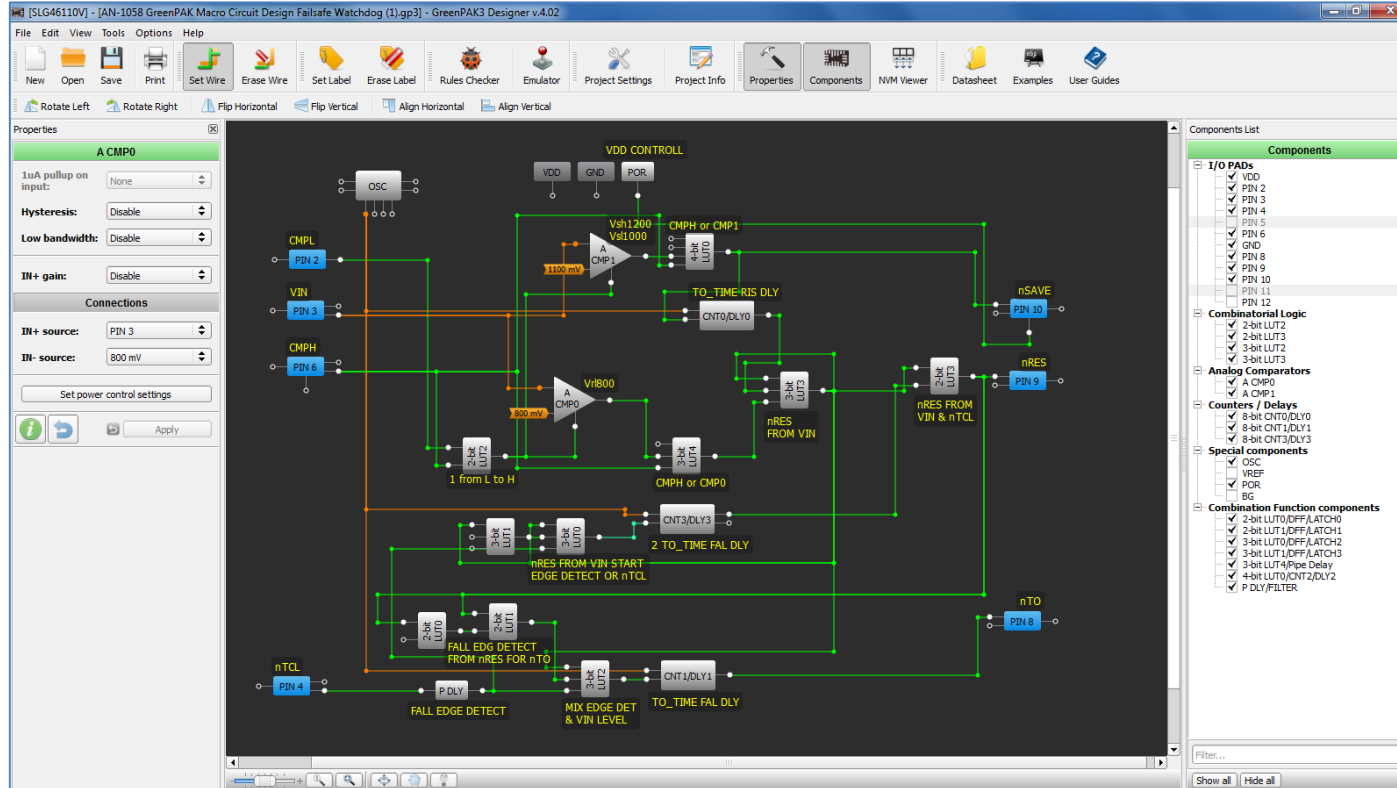 [SLG46110V] - [AN-1058 GreenPAK Macro Circuit Design Failsafe Watchdog (1).gp3] - GreenPAK3 Designer v.4.02
File Edit View Tools Options Help
New Open Save Print Set Wire Erase Wire Set Label Erase Label Rules Checker Emulator Project Settings Project Info Properties Components NVM Viewer Datasheet Examples User Guides
Rotate Left Rotate Right Flip Horizontal Flip Vertical Align Horizontal Align Vertical
Properties
A CMP0
1uA pullup on input: None
Hysteresis: Disable
Low bandwidth: Disable
IN+ gain: Disable
Connections
IN+ source: PIN 3
IN- source: 800 mV
Set power control settings
Apply
VDD CONTROLL
VDD GND POR
OSC
Vsh1200
Vsl1000
CMPH or CMP1
A CMP1
4-bit LUT0
1100 mV
CMPL
PIN 2
VIN
PIN 3
TO_TIME RIS DLY
CNT0/DLY0
nSAVE
PIN 10
CMPH
PIN 6
Vrl800
A CMP0
800 mV
3-bit LUT3
nRES
FROM VIN
2-bit LUT3
nRES FROM
VIN & nTCL
nRES
PIN 9
2-bit LUT2
1 from L to H
3-bit LUT4
CMPH or CMP0
CNT3/DLY3
2 TO_TIME FAL DLY
3-bit LUT1
3-bit LUT0
nRES FROM VIN START
EDGE DETECT OR nTCL
nTO
PIN 8
2-bit LUT0
2-bit LUT1
FALL EDG DETECT
FROM nRES FOR nTO
nTCL
PIN 4
P DLY
FALL EDGE DETECT
3-bit LUT2
MIX EDGE DET
& VIN LEVEL
CNT1/DLY1
TO_TIME FAL DLY
Components List
Components
I/O PADs
VDD
PIN 2
PIN 3
PIN 4
PIN 5
PIN 6
GND
PIN 8
PIN 9
PIN 10
PIN 11
PIN 12
Combinatorial Logic
2-bit LUT2
2-bit LUT3
3-bit LUT2
3-bit LUT3
Analog Comparators
A CMP0
A CMP1
Counters / Delays
8-bit CNT0/DLY0
8-bit CNT1/DLY1
8-bit CNT3/DLY3
Special components
OSC
VREF
POR
BG
Combination Function components
2-bit LUT0/DFF/LATCH0
2-bit LUT1/DFF/LATCH1
3-bit LUT0/DFF/LATCH2
3-bit LUT1/DFF/LATCH3
3-bit LUT4/Pipe Delay
4-bit LUT0/CNT2/DLY2
P DLY/FILTER
Filter...
Show all Hide all